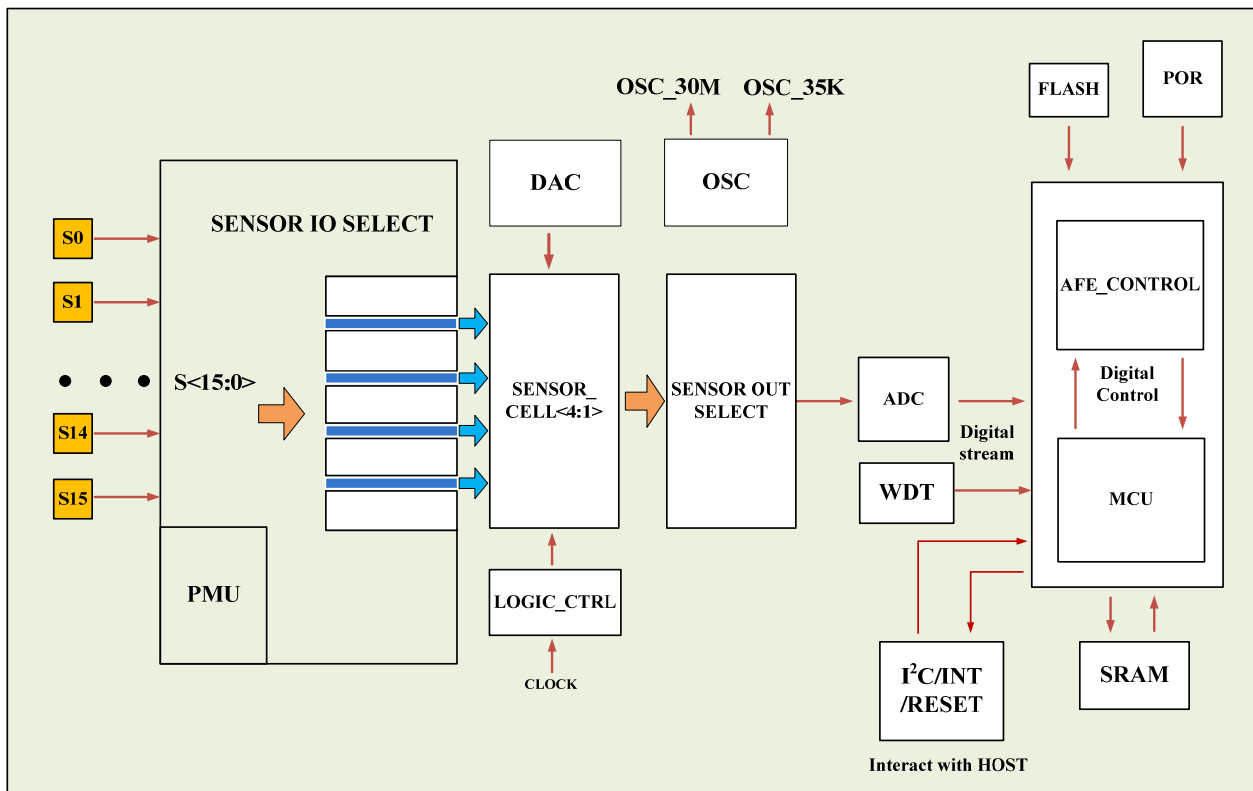 OSC_30M
OSC_35K
FLASH
POR
DAC
OSC
SENSOR IO SELECT
S0
S1
S<15:0>
S14
S15
SENSOR_
CELL<4:1>
SENSOR OUT
SELECT
ADC
Digital
stream
AFE_CONTROL
Digital
Control
MCU
WDT
PMU
LOGIC_CTRL
CLOCK
I²C/INT
/RESET
Interact with HOST
SRAM